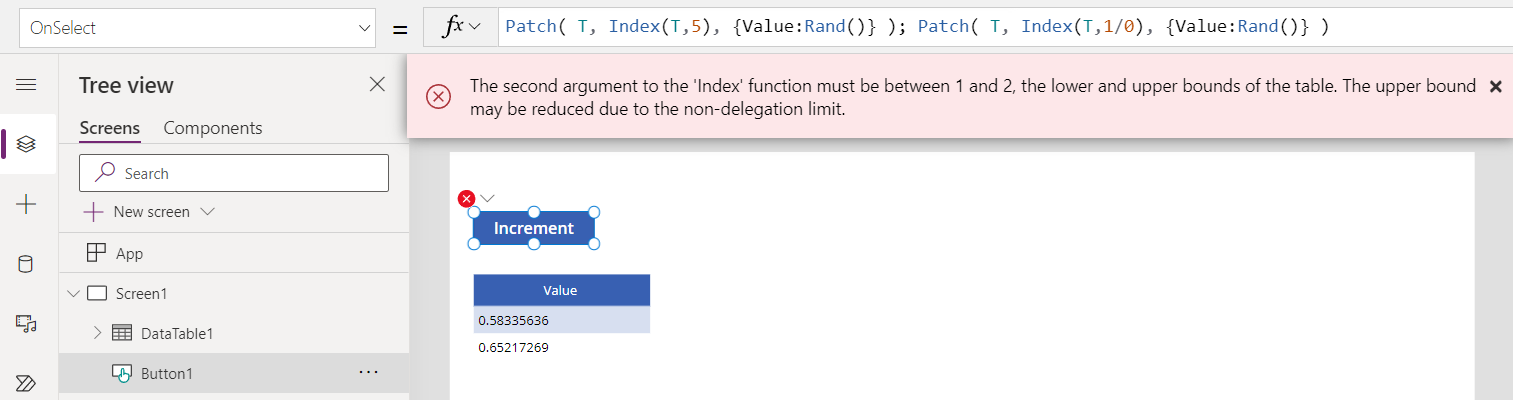 OnSelect
=
fx
Patch( T, Index(T,5), {Value:Rand()} ); Patch( T, Index(T,1/0), {Value:Rand()} )
Tree view
The second argument to the 'Index' function must be between 1 and 2, the lower and upper bounds of the table. The upper bound
may be reduced due to the non-delegation limit.
Screens
Components
Search
New screen
App
Screen1
DataTable1
Button1
...
Increment
Value
0.58335636
0.65217269